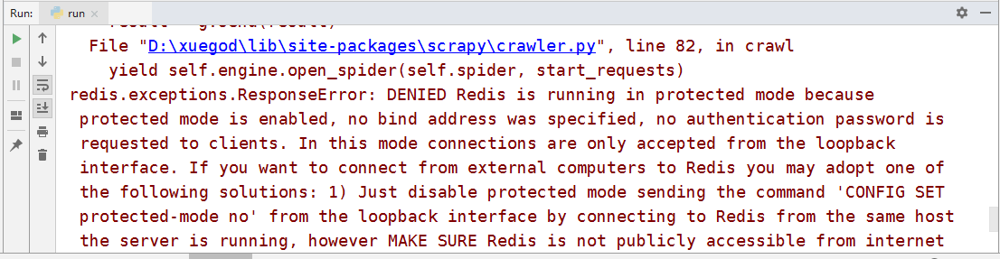 Run: run ×
result = g.send(result)
File "D:\xuegod\lib\site-packages\scrapy\crawler.py", line 82, in crawl
yield self.engine.open_spider(self.spider, start_requests)
redis.exceptions.ResponseError: DENIED Redis is running in protected mode because
protected mode is enabled, no bind address was specified, no authentication password is
requested to clients. In this mode connections are only accepted from the loopback
interface. If you want to connect from external computers to Redis you may adopt one of
the following solutions: 1) Just disable protected mode sending the command 'CONFIG SET
protected-mode no' from the loopback interface by connecting to Redis from the same host
the server is running, however MAKE SURE Redis is not publicly accessible from internet